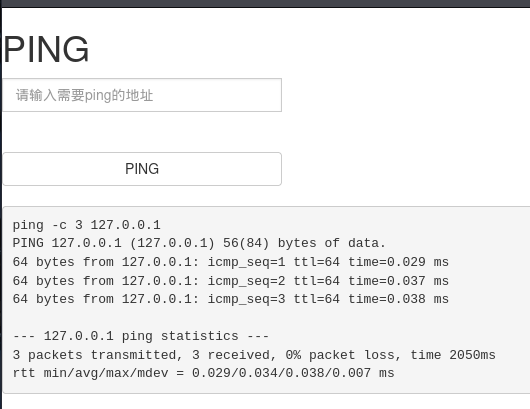 PING
请输入需要ping的地址
PING
ping -c 3 127.0.0.1
PING 127.0.0.1 (127.0.0.1) 56(84) bytes of data.
64 bytes from 127.0.0.1: icmp_seq=1 ttl=64 time=0.029 ms
64 bytes from 127.0.0.1: icmp_seq=2 ttl=64 time=0.037 ms
64 bytes from 127.0.0.1: icmp_seq=3 ttl=64 time=0.038 ms
--- 127.0.0.1 ping statistics ---
3 packets transmitted, 3 received, 0% packet loss, time 2050ms
rtt min/avg/max/mdev = 0.029/0.034/0.038/0.007 ms